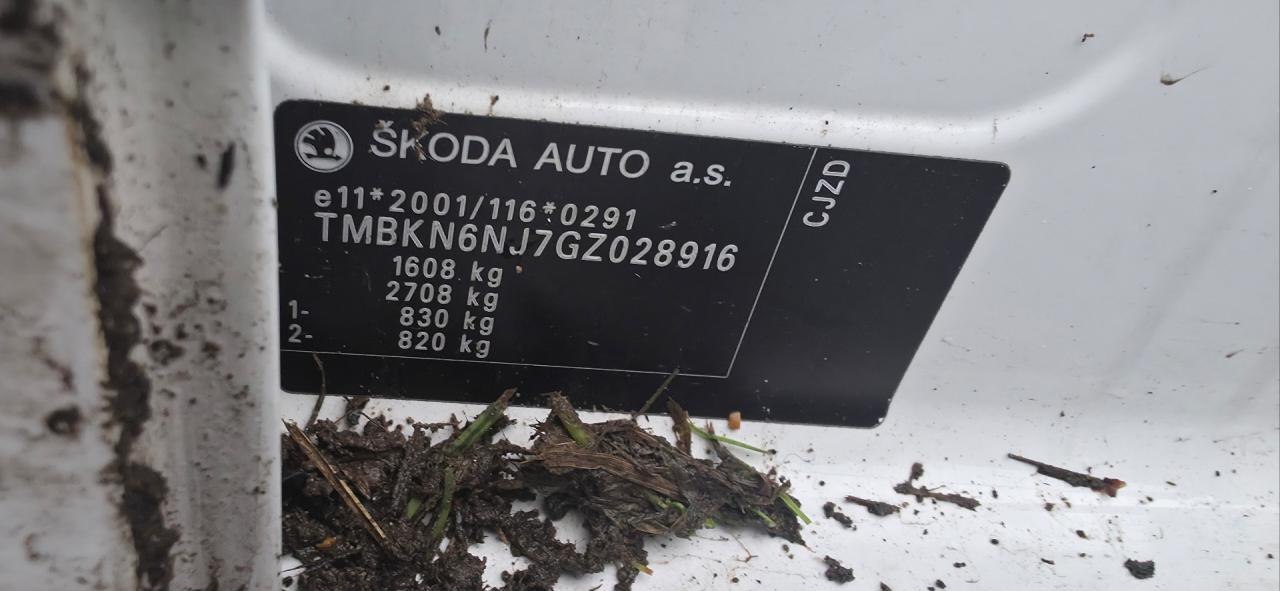 ŠKODA AUTO a.s.
e11*2001/116*0291
TMBKN6NJ7GZ028916
1608 kg
2708 kg
1- 830 kg
2- 820 kg
CJZD